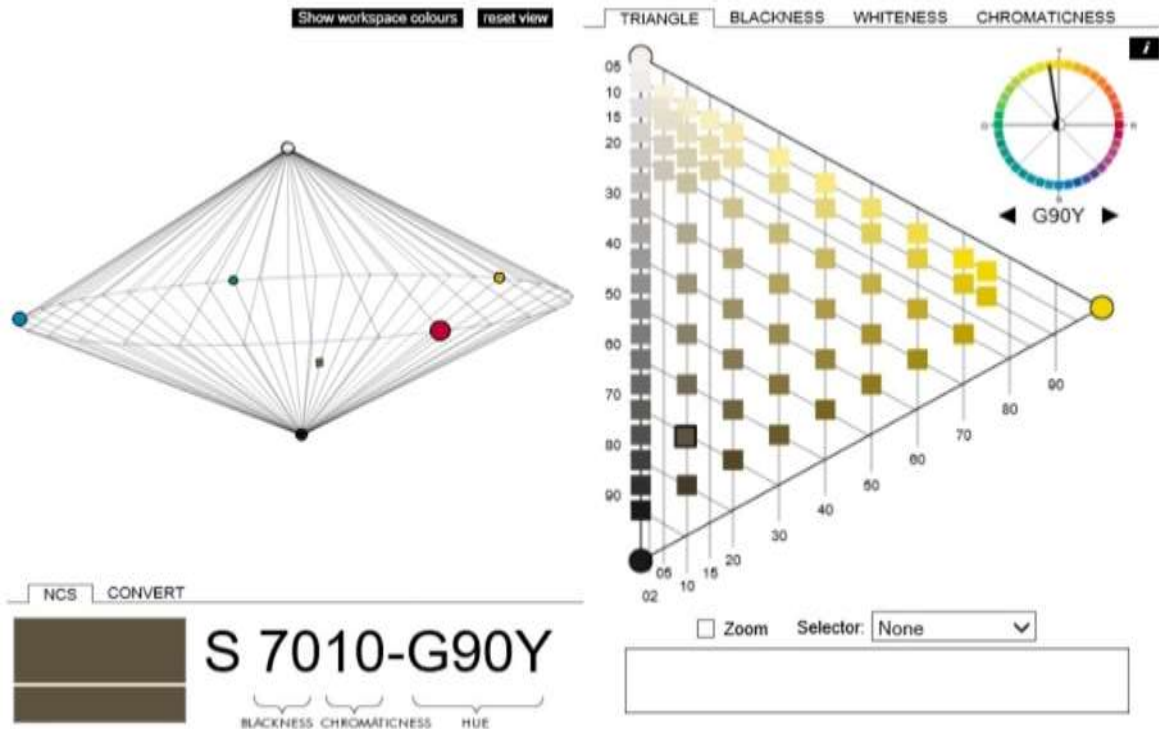 Show workspace colours
reset view
TRIANGLE
BLACKNESS
WHITENESS
CHROMATICNESS
i
05
10
15
20
30
40
50
60
70
80
90
02
05
10
15
20
30
40
50
60
70
80
90
Y
G
R
B
G90Y
NCS
CONVERT
S 7010-G90Y
BLACKNESS
CHROMATICNESS
HUE
Zoom
Selector:
None